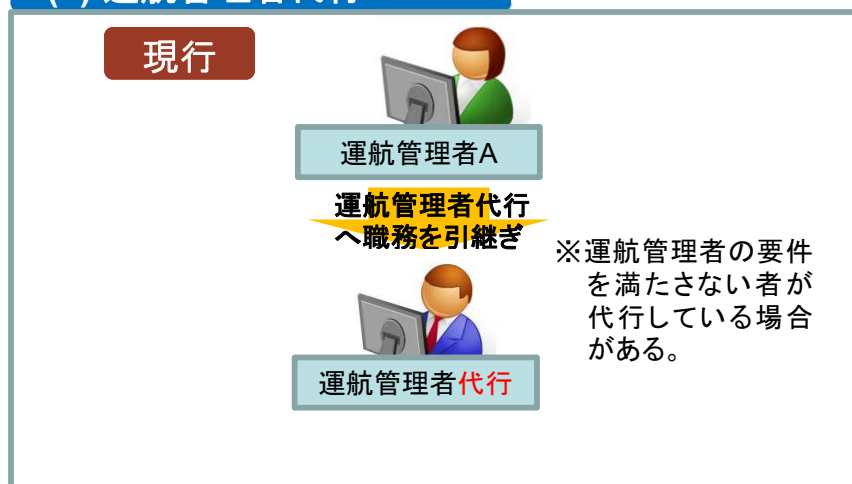 現行
運航管理者A
運航管理者代行
へ職務を引継ぎ
※運航管理者の要件
を満たさない者が
代行している場合
がある。
運航管理者代行